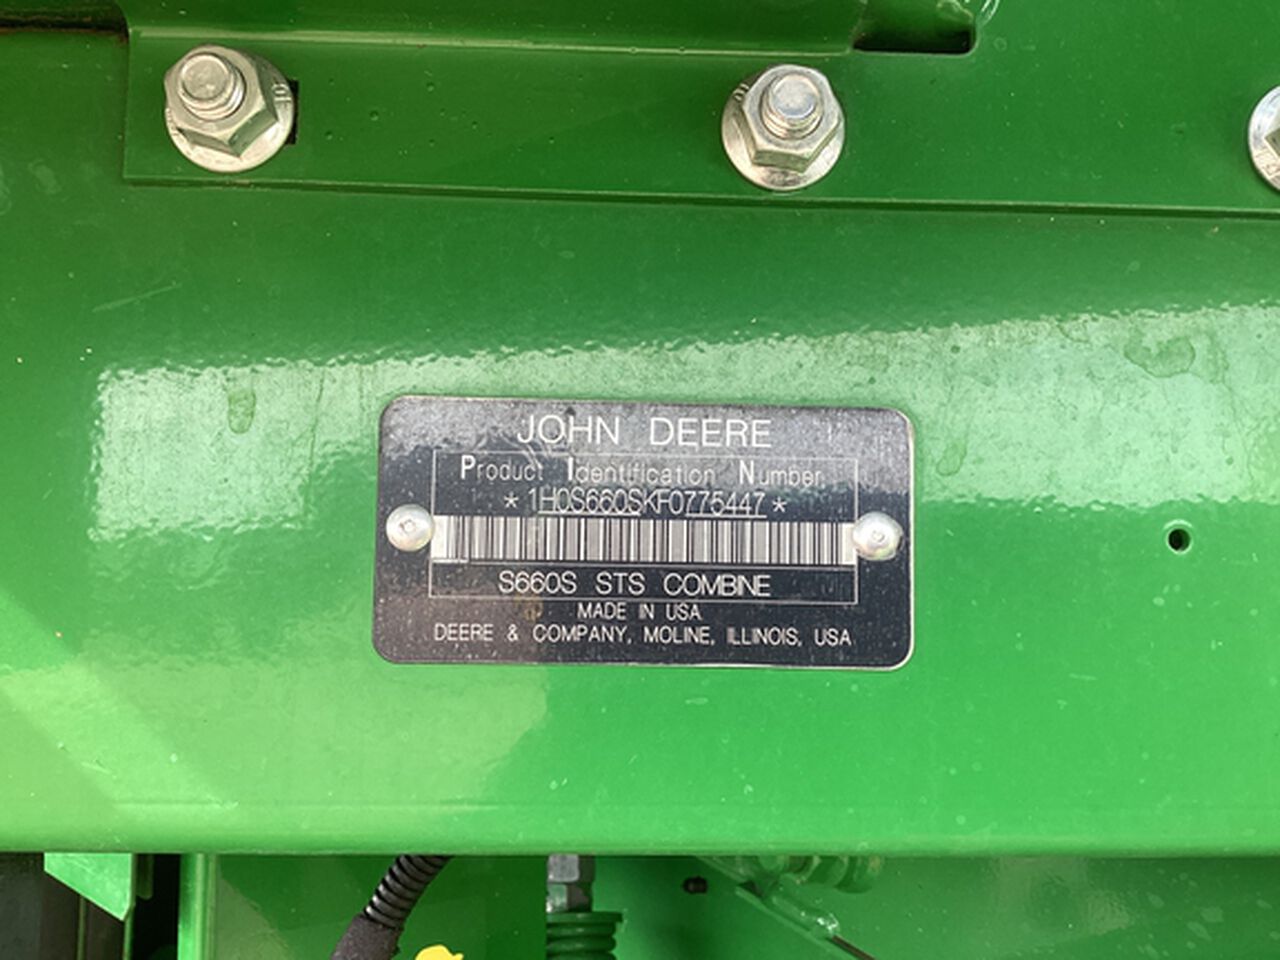 JOHN DEERE
Product Identification Number
* 1H0S660SKF0775447 *
S660S STS COMBINE
MADE IN USA
DEERE & COMPANY, MOLINE, ILLINOIS, USA